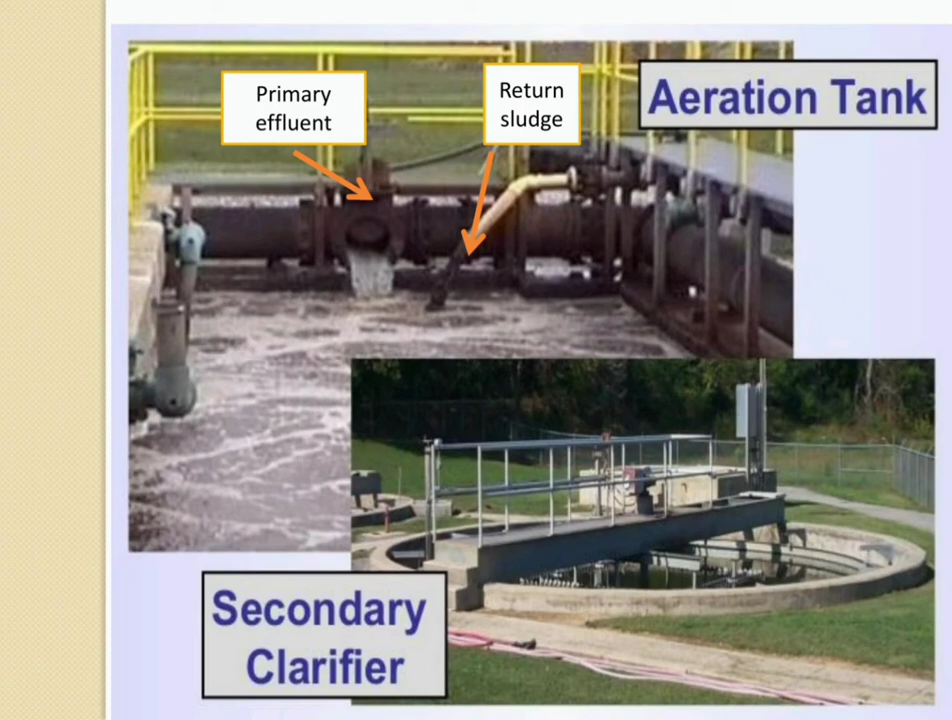 Primary
effluent
Return
sludge
Aeration Tank
Secondary
Clarifier